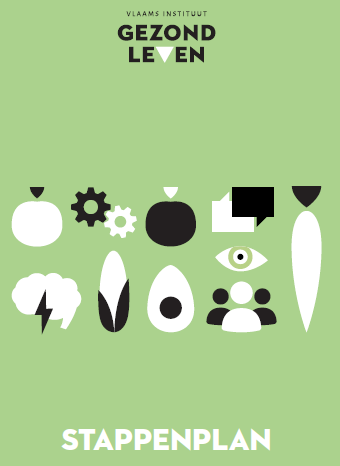 VLAAMS INSTITUUT
GEZOND
LEVEN
STAPPENPLAN